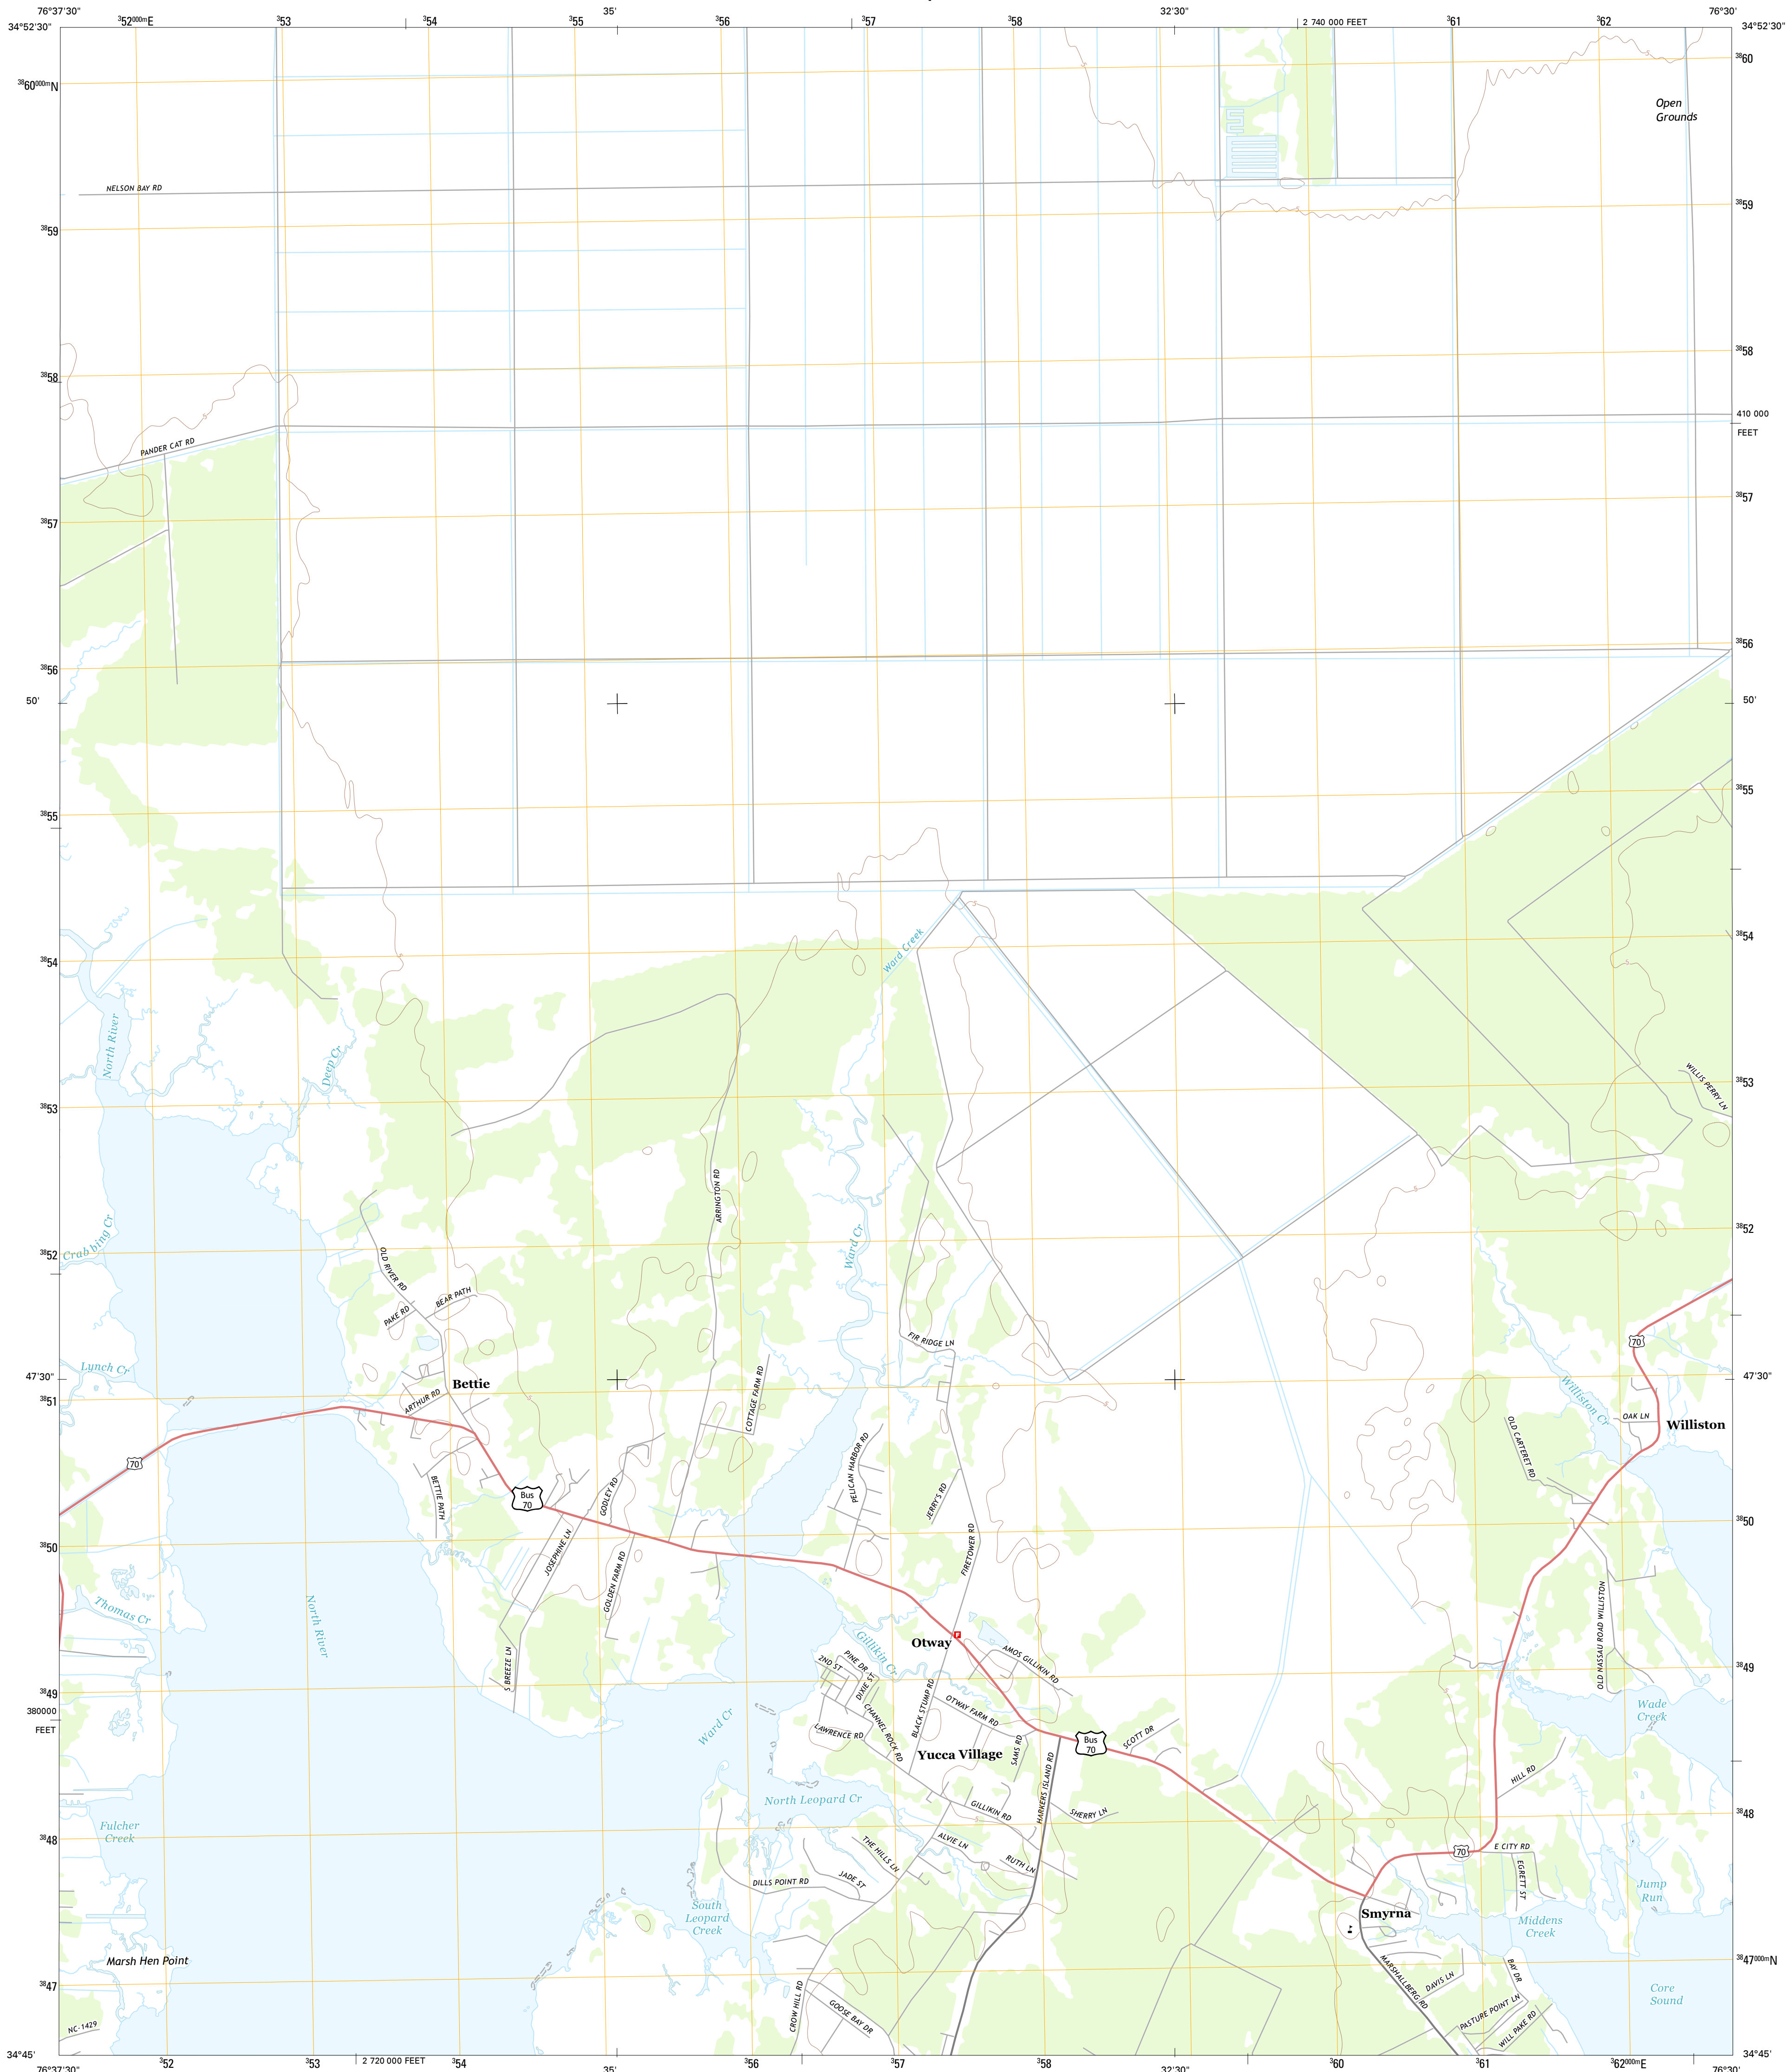 76°37'30"
³52⁰⁰⁰ᵐE
³53
³54
³55
35'
³56
³57
³58
32'30"
2 740 000 FEET
³61
³62
76°30'
34°52'30"
34°52'30"
³⁸60⁰⁰⁰ᵐN
³⁸60
Open
Grounds
NELSON BAY RD
5
5
³⁸59
³⁸59
³⁸58
³⁸58
5
410 000
FEET
PANDER CAT RD
³⁸57
³⁸57
³⁸56
³⁸56
50'
50'
³⁸55
³⁸55
5
Ward Creek
³⁸54
³⁸54
5
North River
Deep Cr
WILLIS PERRY LN
³⁸53
³⁸53
ARRINGTON RD
5
Crab bing Cr
³⁸52
³⁸52
Ward Cr
OLD RIVER RD
BEAR PATH
PAKE RD
FIR RIDGE LN
70
Lynch Cr
47'30"
47'30"
Bettie
ARTHUR RD
COTTAGE FARM RD
³⁸51
³⁸51
5
Williston Cr
OAK LN
Williston
OLD CARTERET RD
70
BETTIE PATH
Bus
70
GODLEY RD
PELICAN HARBOR RD
JERRYS RD
FIRETOWER RD
JOSEPHINE LN
GOLDEN FARM RD
³⁸50
³⁸50
Thomas Cr
North
River
OLD NASSAU ROAD WILLISTON
Otway
F
Gillikin Cr
AMOS GILLIKIN RD
PINE DR
2ND ST
DIXIE ST
S BREEZE LN
BLACK STUMP RD
OTWAY FARM RD
CHANNEL ROCK RD
LAWRENCE RD
³⁸49
³⁸49
380000
FEET
Ward Cr
Wade
Creek
Yucca Village
SAMS RD
Bus
70
SCOTT DR
HARKERS ISLAND RD
North Leopard Cr
GILLIKIN RD
SHERRY LN
HILL RD
³⁸48
³⁸48
Fulcher
Creek
THE HILLS LN
ALVIE LN
RUTH LN
70
E CITY RD
EGRETT ST
JADE ST
DILLS POINT RD
South
Leopard
Creek
Jump
Run
Smyrna
Middens
Creek
Marsh Hen Point
³⁸47
³⁸47⁰⁰⁰ᵐN
MARSHALLBERG RD
DAVIS LN
BAY DR
Core
Sound
CROW HILL RD
GOOSE BAY DR
PASTURE POINT LN
WILL PAKE RD
NC-1429
34°45'
34°45'
76°37'30"
³52
³53
2 720 000 FEET
³54
35'
³56
³57
³58
32'30"
³60
³61
³62⁰⁰⁰ᵐE
76°30'